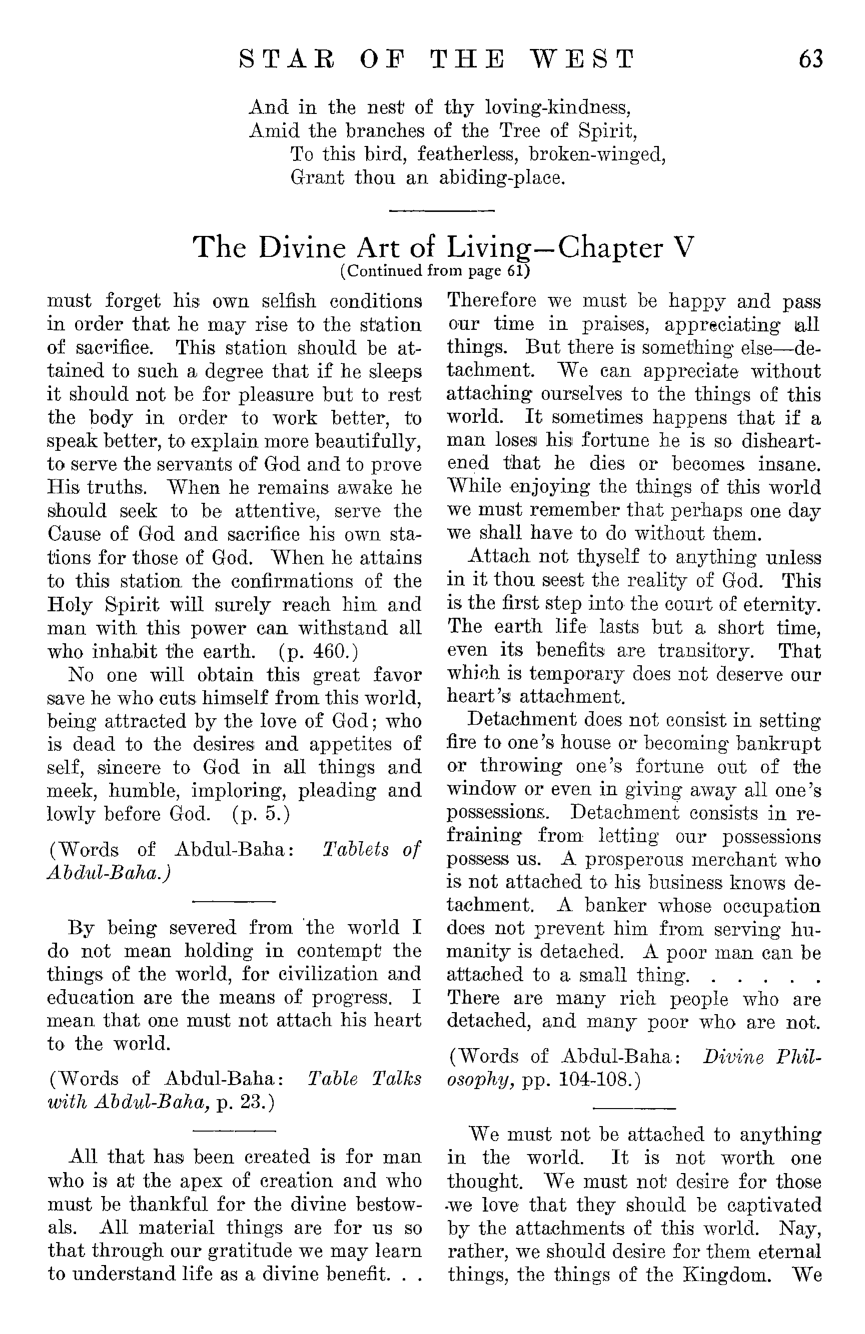 STAR OF THE WEST 63
And in the nest of thy loving-kindness,
Amid the branches of the Tree of Spirit,
To this bird, featherless, broken-winged,
Grant thou an abiding-place.
The Divine Art of Living—Chapter V
(Continued from page 61)
must forget his own selfish conditions
in order that he may rise to the station
of sacrifice. This station should be at-
tained to such a degree that if he sleeps
it should not be for pleasure but to rest
the body in order to work better, to
speak better, to explain more beautifully,
to serve the servants of God and to prove
His truths. When he remains awake he
should seek to be attentive, serve the
Cause of God and sacrifice his own sta-
tions for those of God. When he attains
to this station the confirmations of the
Holy Spirit will surely reach him and
man with this power can withstand all
who inhabit the earth. (p. 460.)
No one will obtain this great favor
save he who cuts himself from this world,
being attracted by the love of God; who
is dead to the desires and appetites of
self, sincere to God in all things and
meek, humble, imploring, pleading and
lowly before God. (p. 5.)
(Words of Abdul-Baha: Tablets of
Abdul-Baha.)
By being severed from the world I
do not mean holding in contempt the
things of the world, for civilization and
education are the means of progress. I
mean that one must not attach his heart
to the world.
(Words of Abdul-Baha: Table Talks
with Abdul-Baha, p. 23.)
All that has been created is for man
who is at the apex of creation and who
must be thankful for the divine bestow-
als. All material things are for us so
that through our gratitude we may learn
to understand life as a divine benefit. . .
Therefore we must be happy and pass
our time in praises, appreciating all
things. But there is something else—de-
tachment. We can appreciate without
attaching ourselves to the things of this
world. It sometimes happens that if a
man loses his fortune he is so disheart-
ened that he dies or becomes insane.
While enjoying the things of this world
we must remember that perhaps one day
we shall have to do without them.
Attach not thyself to anything unless
in it thou seest the reality of God. This
is the first step into the court of eternity.
The earth life lasts but a short time,
even its benefits are transitory. That
which is temporary does not deserve our
heart's attachment.
Detachment does not consist in setting
fire to one's house or becoming bankrupt
or throwing one's fortune out of the
window or even in giving away all one's
possessions. Detachment consists in re-
fraining from letting our possessions
possess us. A prosperous merchant who
is not attached to his business knows de-
tachment. A banker whose occupation
does not prevent him from serving hu-
manity is detached. A poor man can be
attached to a small thing. . . . . . .
There are many rich people who are
detached, and many poor who are not.
(Words of Abdul-Baha: Divine Phil-
osophy, pp. 104-108.)
We must not be attached to anything
in the world. It is not worth one
thought. We must not desire for those
we love that they should be captivated
by the attachments of this world. Nay,
rather, we should desire for them eternal
things, the things of the Kingdom. We